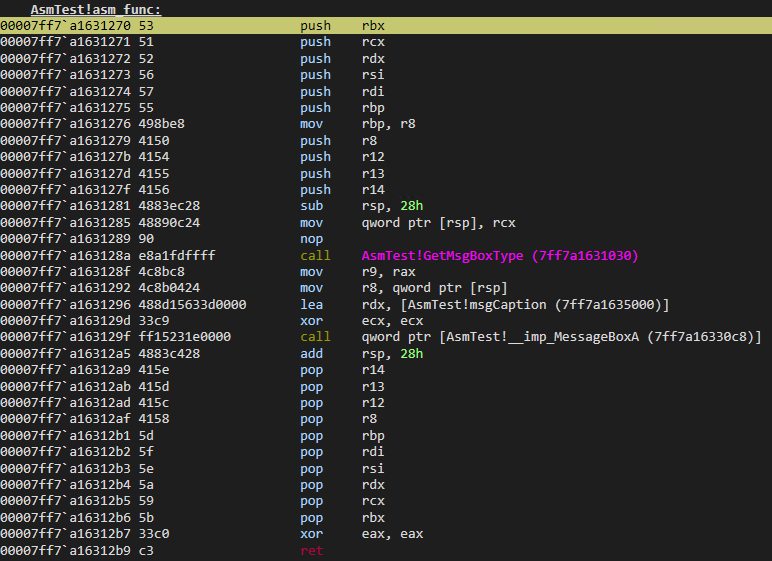 AsmTest!asm_func:
00007ff7`a1631270 53 push rbx
00007ff7`a1631271 51 push rcx
00007ff7`a1631272 52 push rdx
00007ff7`a1631273 56 push rsi
00007ff7`a1631274 57 push rdi
00007ff7`a1631275 55 push rbp
00007ff7`a1631276 498be8 mov rbp, r8
00007ff7`a1631279 4150 push r8
00007ff7`a163127b 4154 push r12
00007ff7`a163127d 4155 push r13
00007ff7`a163127f 4156 push r14
00007ff7`a1631281 4883ec28 sub rsp, 28h
00007ff7`a1631285 48890c24 mov qword ptr [rsp], rcx
00007ff7`a1631289 90 nop
00007ff7`a163128a e8a1fdffff call AsmTest!GetMsgBoxType (7ff7a1631030)
00007ff7`a163128f 4c8bc8 mov r9, rax
00007ff7`a1631292 4c8b0424 mov r8, qword ptr [rsp]
00007ff7`a1631296 488d15633d0000 lea rdx, [AsmTest!msgCaption (7ff7a1635000)]
00007ff7`a163129d 33c9 xor ecx, ecx
00007ff7`a163129f ff15231e0000 call qword ptr [AsmTest!__imp_MessageBoxA (7ff7a16330c8)]
00007ff7`a16312a5 4883c428 add rsp, 28h
00007ff7`a16312a9 415e pop r14
00007ff7`a16312ab 415d pop r13
00007ff7`a16312ad 415c pop r12
00007ff7`a16312af 4158 pop r8
00007ff7`a16312b1 5d pop rbp
00007ff7`a16312b2 5f pop rdi
00007ff7`a16312b3 5e pop rsi
00007ff7`a16312b4 5a pop rdx
00007ff7`a16312b5 59 pop rcx
00007ff7`a16312b6 5b pop rbx
00007ff7`a16312b7 33c0 xor eax, eax
00007ff7`a16312b9 c3 ret